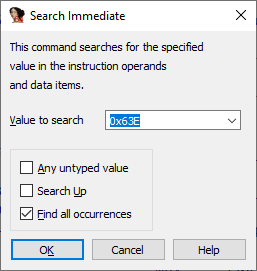 Search Immediate
This command searches for the specified
value in the instruction operands
and data items.
Value to search 0x63E
Any untyped value
Search Up
Find all occurrences
OK Cancel Help